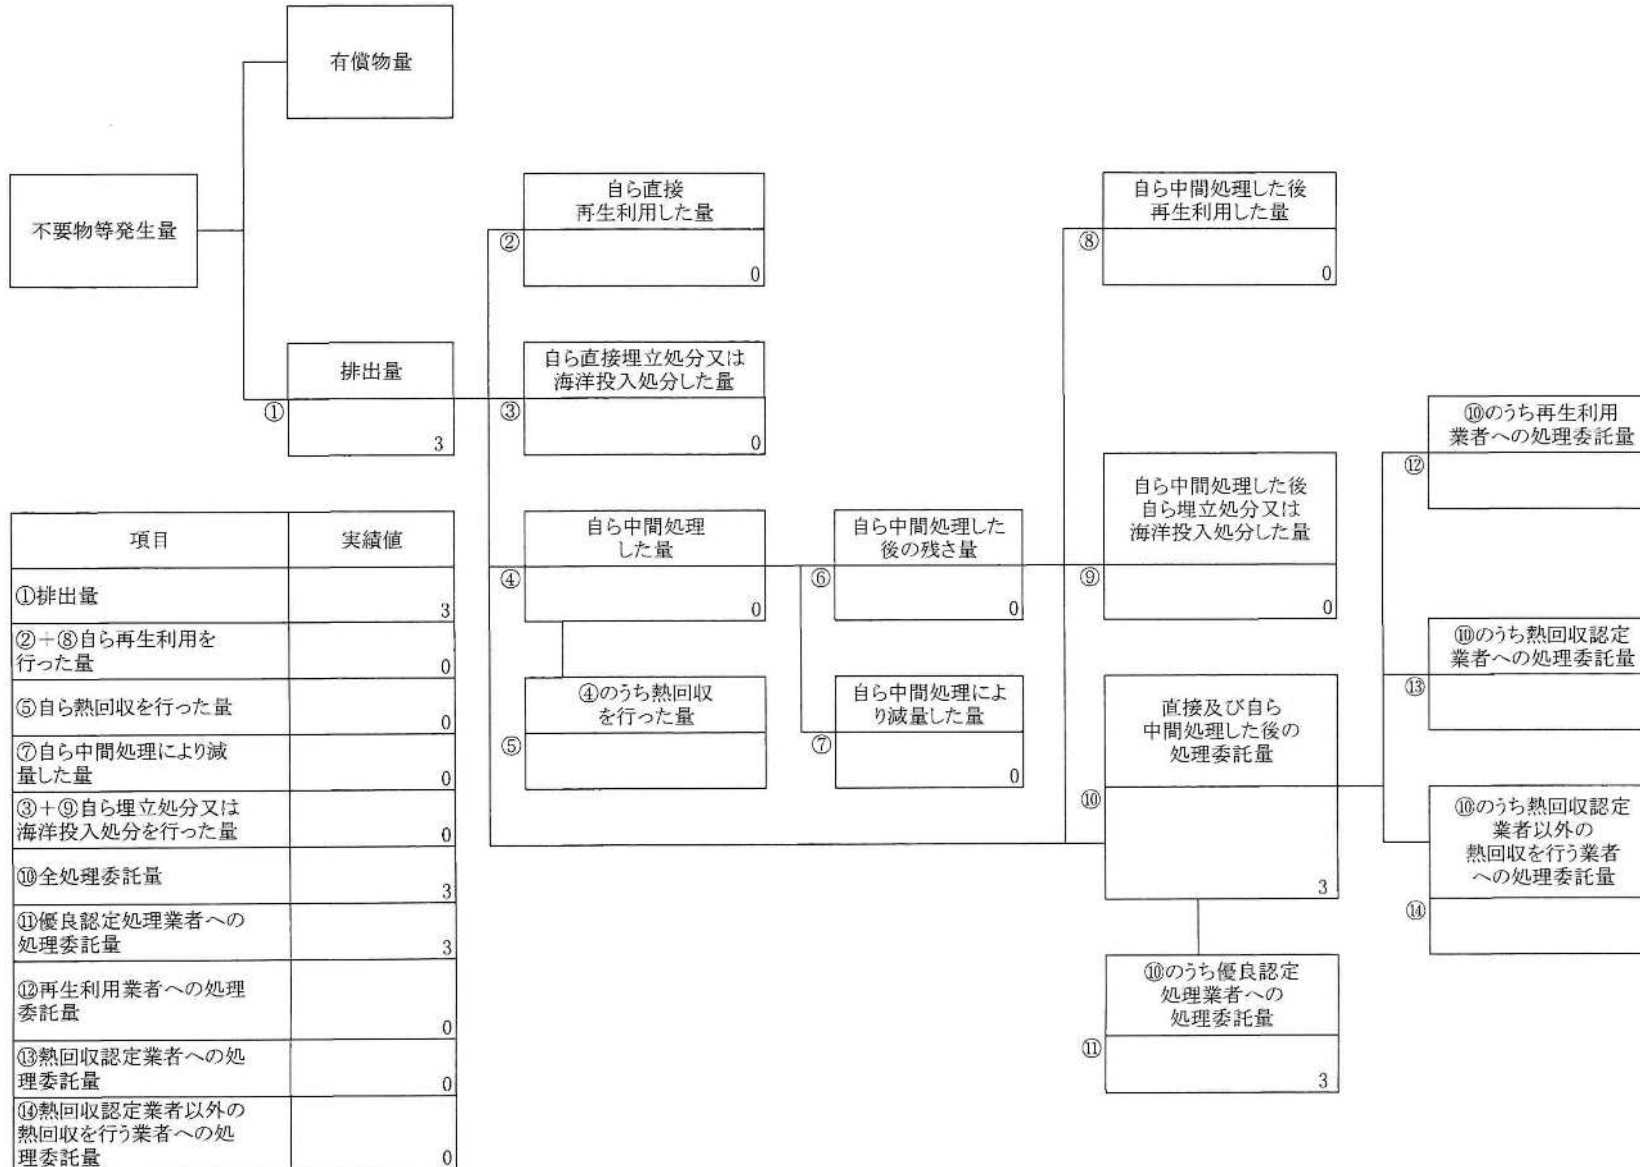 有償物量
不要物等発生量
自ら直接
再生利用した量
②
0
自ら中間処理した後
再生利用した量
⑧
0
排出量
①
3
自ら直接埋立処分又は
海洋投入処分した量
③
0
⑩のうち再生利用
業者への処理委託量
⑫
自ら中間処理した後
自ら埋立処分又は
海洋投入処分した量
⑨
0
自ら中間処理
した量
④
0
自ら中間処理した
後の残さ量
⑥
0
⑩のうち熱回収認定
業者への処理委託量
⑬
④のうち熱回収
を行った量
⑤
自ら中間処理によ
り減量した量
⑦
0
直接及び自ら
中間処理した後の
処理委託量
⑩
3
⑩のうち熱回収認定
業者以外の
熱回収を行う業者
への処理委託量
⑭
⑩のうち優良認定
処理業者への
処理委託量
⑪
3
項目 実績値
①排出量
3
②+⑧自ら再生利用を
行った量 0
⑤自ら熱回収を行った量
0
⑦自ら中間処理により減
量した量 0
③+⑨自ら埋立処分又は
海洋投入処分を行った量 0
⑩全処理委託量
3
⑪優良認定処理業者への
処理委託量 3
⑫再生利用業者への処理
委託量
0
⑬熱回収認定業者への処
理委託量 0
⑭熱回収認定業者以外の
熱回収を行う業者への処
理委託量 0